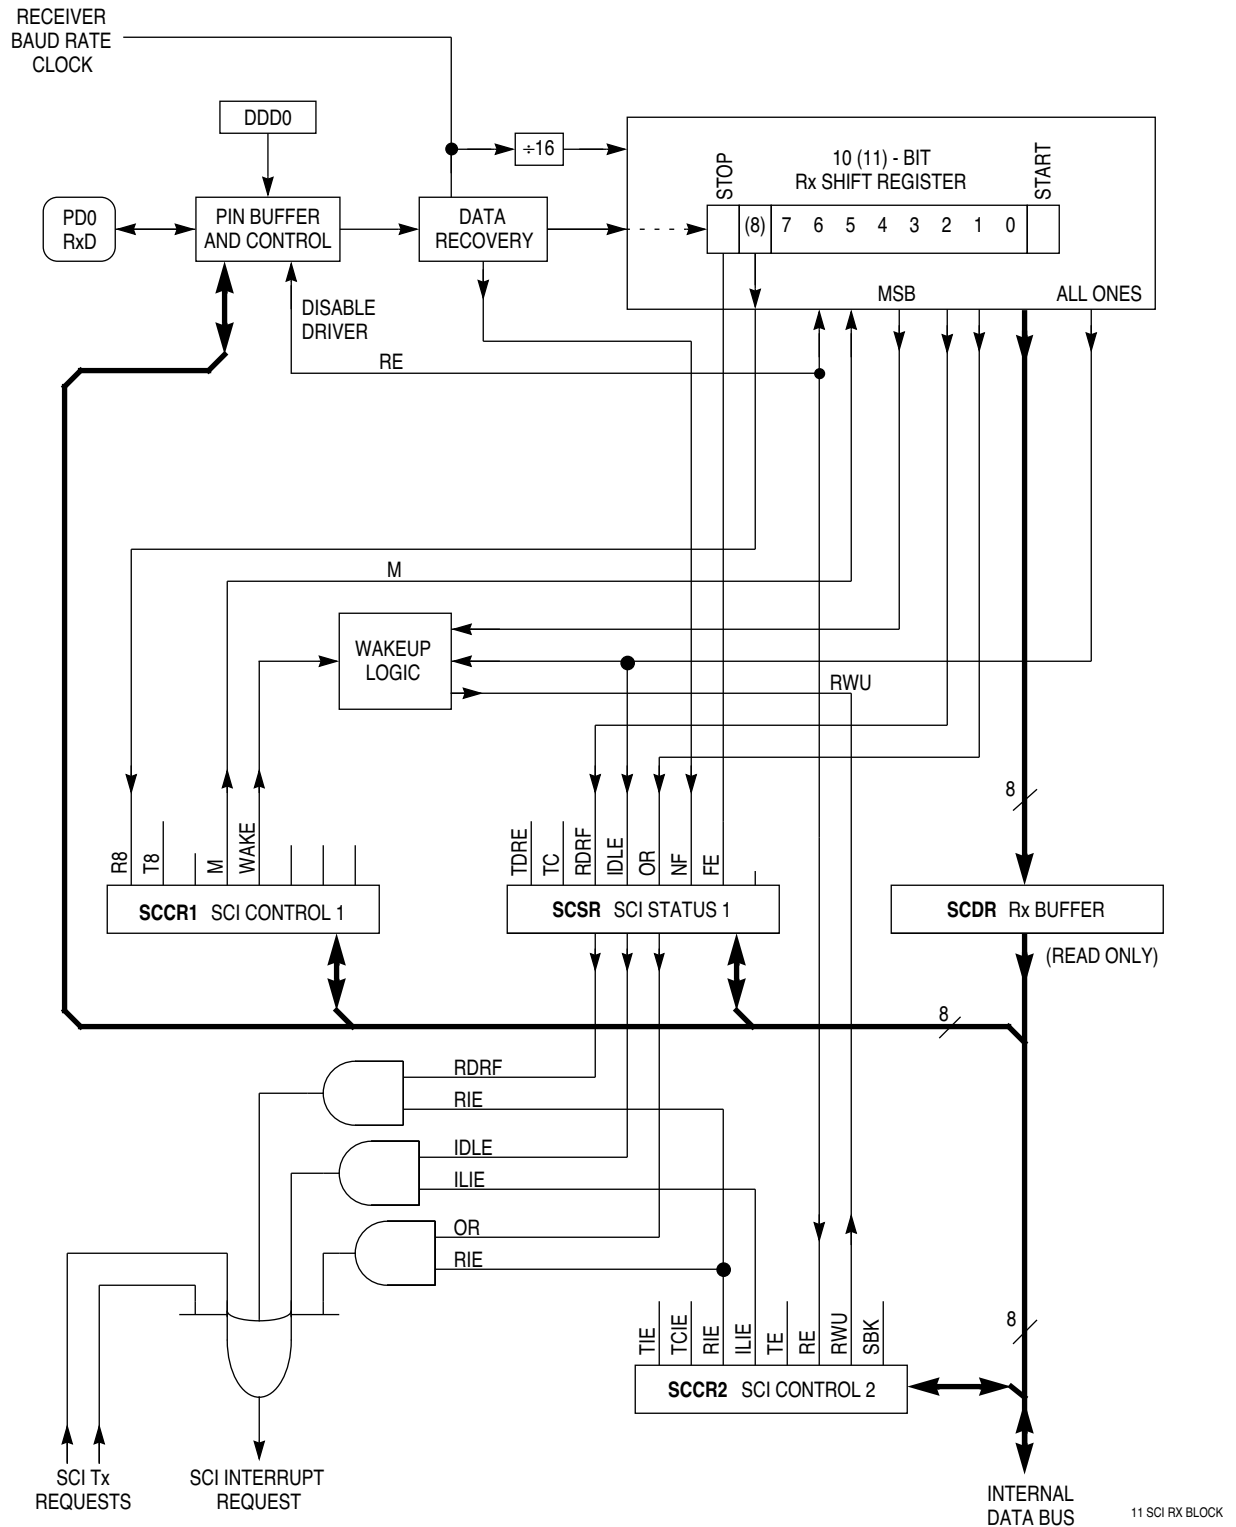 RECEIVER
BAUD RATE
CLOCK
DDD0
÷16
10 (11) - BIT
Rx SHIFT REGISTER
STOP
START
(8) 7 6 5 4 3 2 1 0
PD0
RxD
PIN BUFFER
AND CONTROL
DATA
RECOVERY
MSB
ALL ONES
DISABLE
DRIVER
RE
M
WAKEUP
LOGIC
RWU
8
R8
T8
M
WAKE
TDRE
TC
RDRF
IDLE
OR
NF
FE
SCCR1 SCI CONTROL 1
SCSR SCI STATUS 1
SCDR Rx BUFFER
(READ ONLY)
8
RDRF
RIE
IDLE
ILIE
OR
RIE
8
TIE
TCIE
RIE
ILIE
TE
RE
RWU
SBK
SCCR2 SCI CONTROL 2
SCI Tx
REQUESTS
SCI INTERRUPT
REQUEST
INTERNAL
DATA BUS
11 SCI RX BLOCK